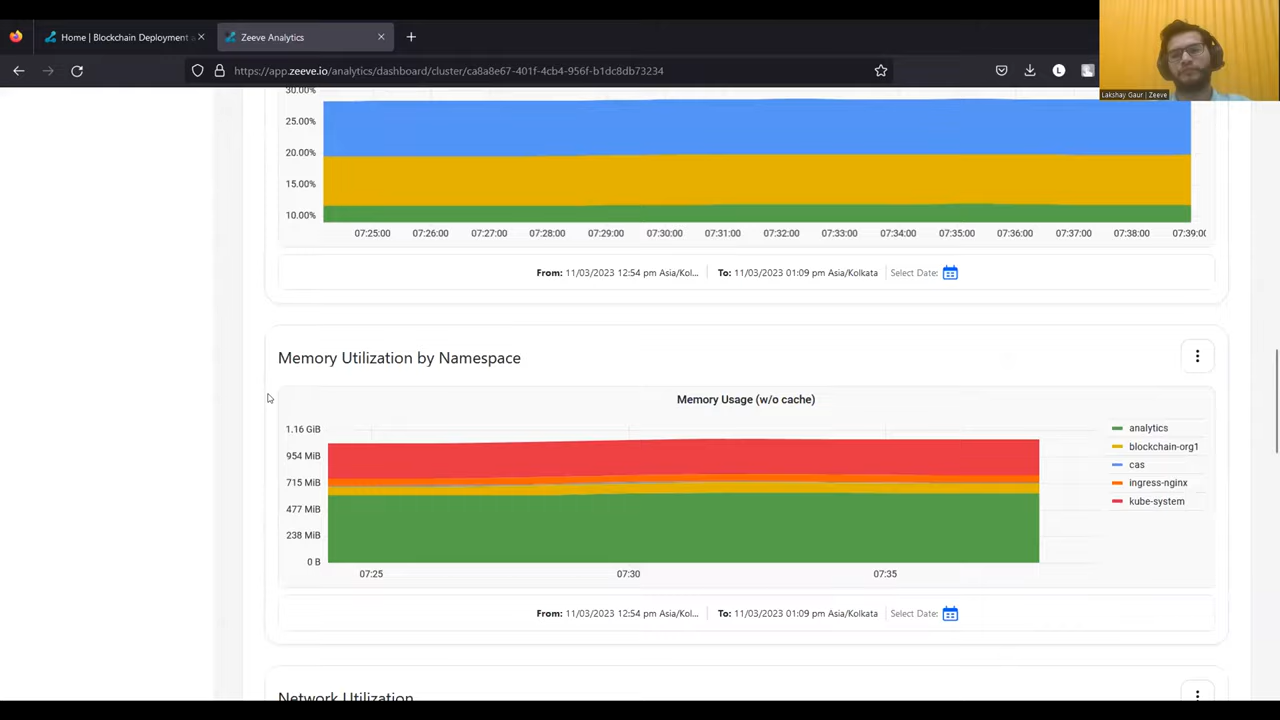 Home | Blockchain Deployment
Zeeve Analytics
https://app.zeeve.io/analytics/dashboard/cluster/ca8a8e67-401f-4cb4-956f-b1dc8db73234
L
Lakshay Gaur | Zeeve
30.00%
25.00%
20.00%
15.00%
10.00%
07:25:00 07:26:00 07:27:00 07:28:00 07:29:00 07:30:00 07:31:00 07:32:00 07:33:00 07:34:00 07:35:00 07:36:00 07:37:00 07:38:00 07:39:0
From: 11/03/2023 12:54 pm Asia/Kol... To: 11/03/2023 01:09 pm Asia/Kolkata Select Date:
Memory Utilization by Namespace
Memory Usage (w/o cache)
1.16 GiB
954 MiB
715 MiB
477 MiB
238 MiB
0 B
07:25 07:30 07:35
analytics
blockchain-org1
cas
ingress-nginx
kube-system
From: 11/03/2023 12:54 pm Asia/Kol... To: 11/03/2023 01:09 pm Asia/Kolkata Select Date:
Network Utilization